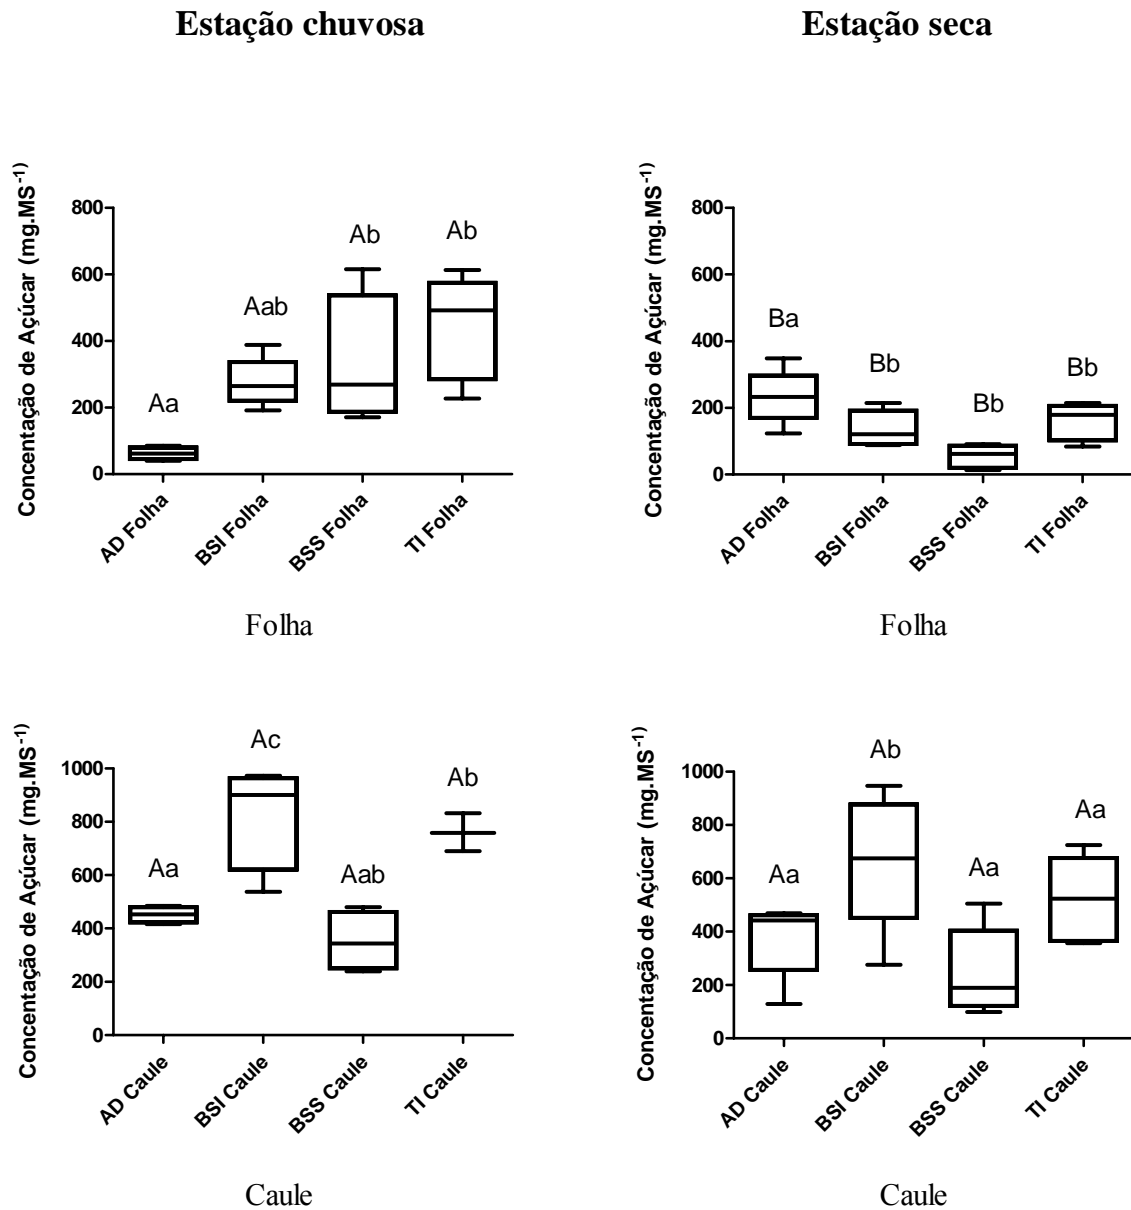 Estação chuvosa
Estação seca
Concentação de Açúcar (mg.MS⁻¹)
800
600
400
200
0
Aa
Aab
Ab
Ab
AD Folha
BSI Folha
BSS Folha
TI Folha
Folha
Concentação de Açúcar (mg.MS⁻¹)
800
600
400
200
0
Ba
Bb
Bb
Bb
AD Folha
BSI Folha
BSS Folha
TI Folha
Folha
Concentação de Açúcar (mg.MS⁻¹)
1000
800
600
400
200
0
Aa
Ac
Aab
Ab
AD Caule
BSI Caule
BSS Caule
TI Caule
Caule
Concentação de Açúcar (mg.MS⁻¹)
1000
800
600
400
200
0
Aa
Ab
Aa
Aa
AD Caule
BSI Caule
BSS Caule
TI Caule
Caule